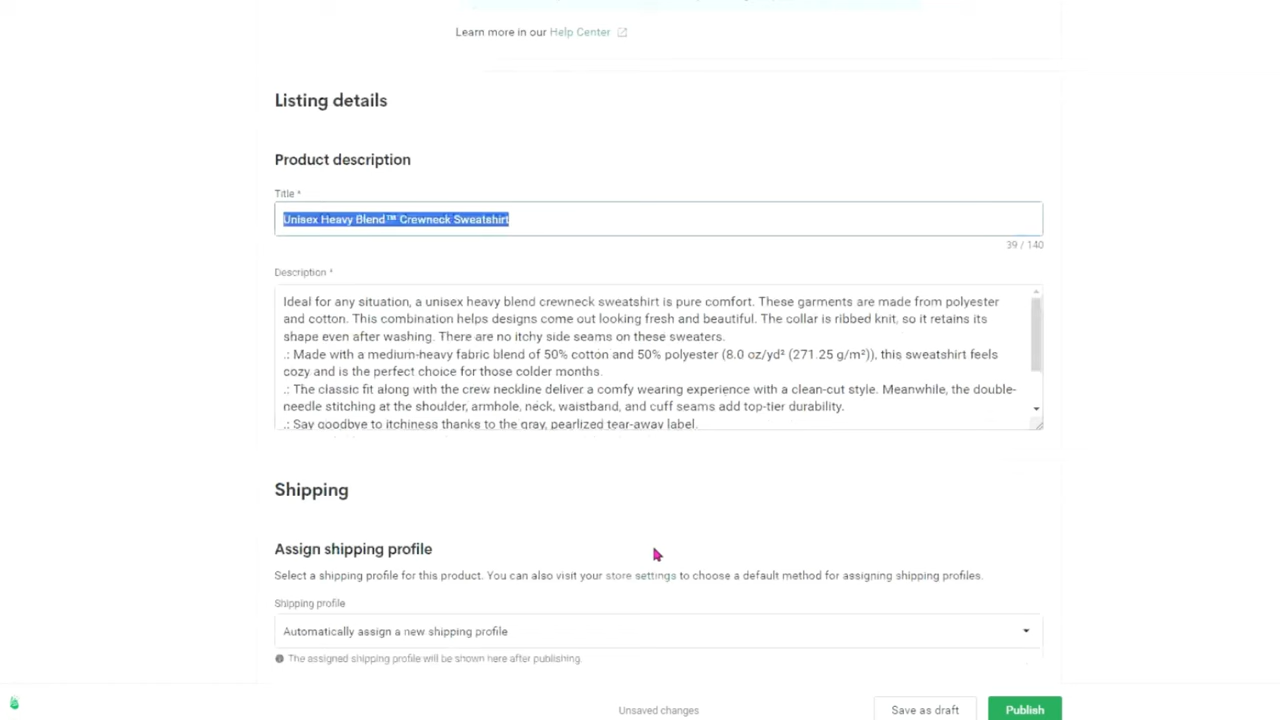 Learn more in our Help Center
Listing details
Product description
Title *
Unisex Heavy Blend™ Crewneck Sweatshirt
39 / 140
Description *
Ideal for any situation, a unisex heavy blend crewneck sweatshirt is pure comfort. These garments are made from polyester
and cotton. This combination helps designs come out looking fresh and beautiful. The collar is ribbed knit, so it retains its
shape even after washing. There are no itchy side seams on these sweaters.
.: Made with a medium-heavy fabric blend of 50% cotton and 50% polyester (8.0 oz/yd² (271.25 g/m²)), this sweatshirt feels
cozy and is the perfect choice for those colder months.
.: The classic fit along with the crew neckline deliver a comfy wearing experience with a clean-cut style. Meanwhile, the double-
needle stitching at the shoulder, armhole, neck, waistband, and cuff seams add top-tier durability.
.: Say goodbye to itchiness thanks to the gray, pearlized tear-away label.
Shipping
Assign shipping profile
Select a shipping profile for this product. You can also visit your store settings to choose a default method for assigning shipping profiles.
Shipping profile
Automatically assign a new shipping profile
The assigned shipping profile will be shown here after publishing.
Unsaved changes
Save as draft
Publish